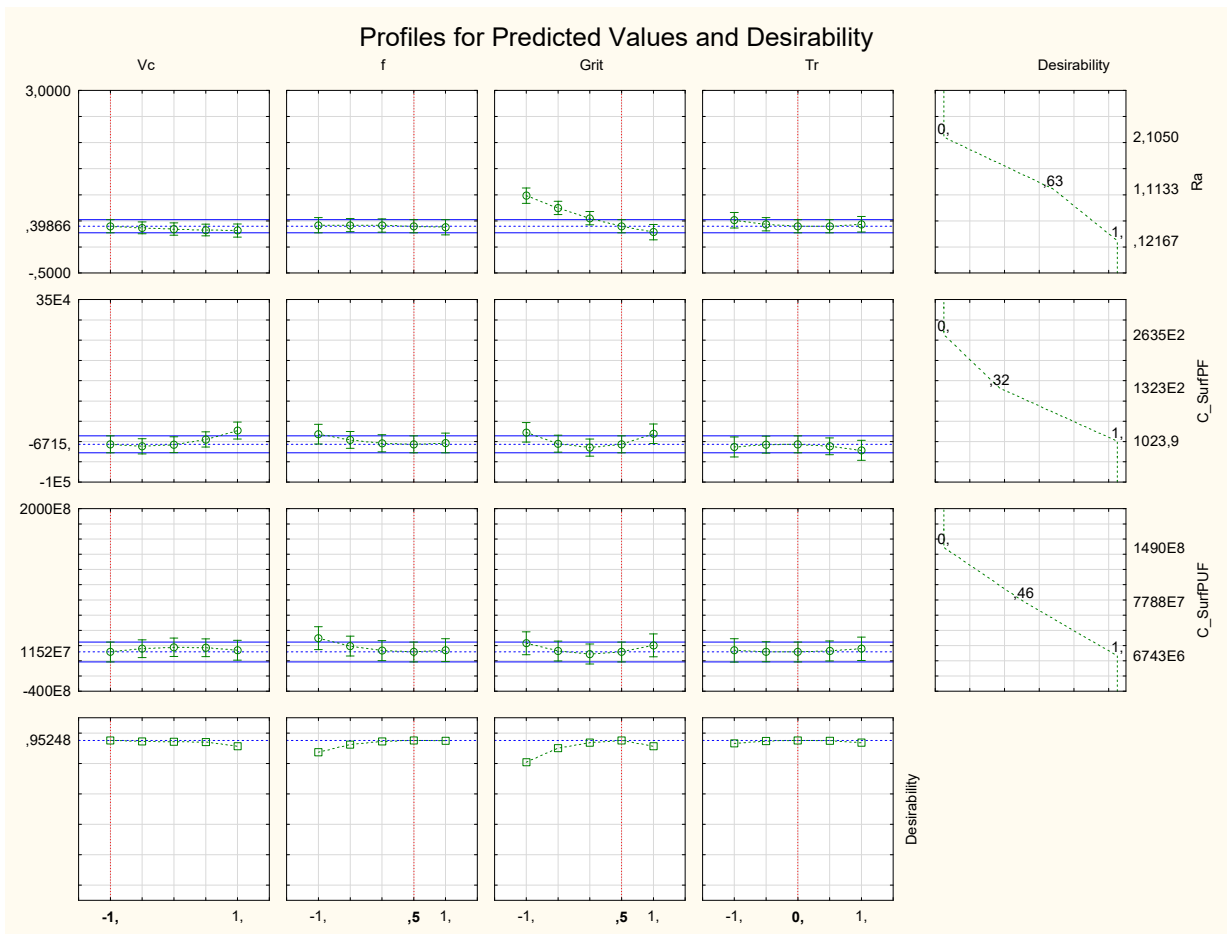 Profiles for Predicted Values and Desirability
Vc f Grit Tr Desirability
3,0000
,39866
-,5000
0,
,63
1,
2,1050
1,1133
,12167
Ra
35E4
-6715,
-1E5
0,
,32
1,
2635E2
1323E2
1023,9
C_SurfPF
2000E8
1152E7
-400E8
0,
,46
1,
1490E8
7788E7
6743E6
C_SurfPUF
,95248
Desirability
-1, 1, -1, ,5 1, -1, ,5 1, -1, 0, 1,